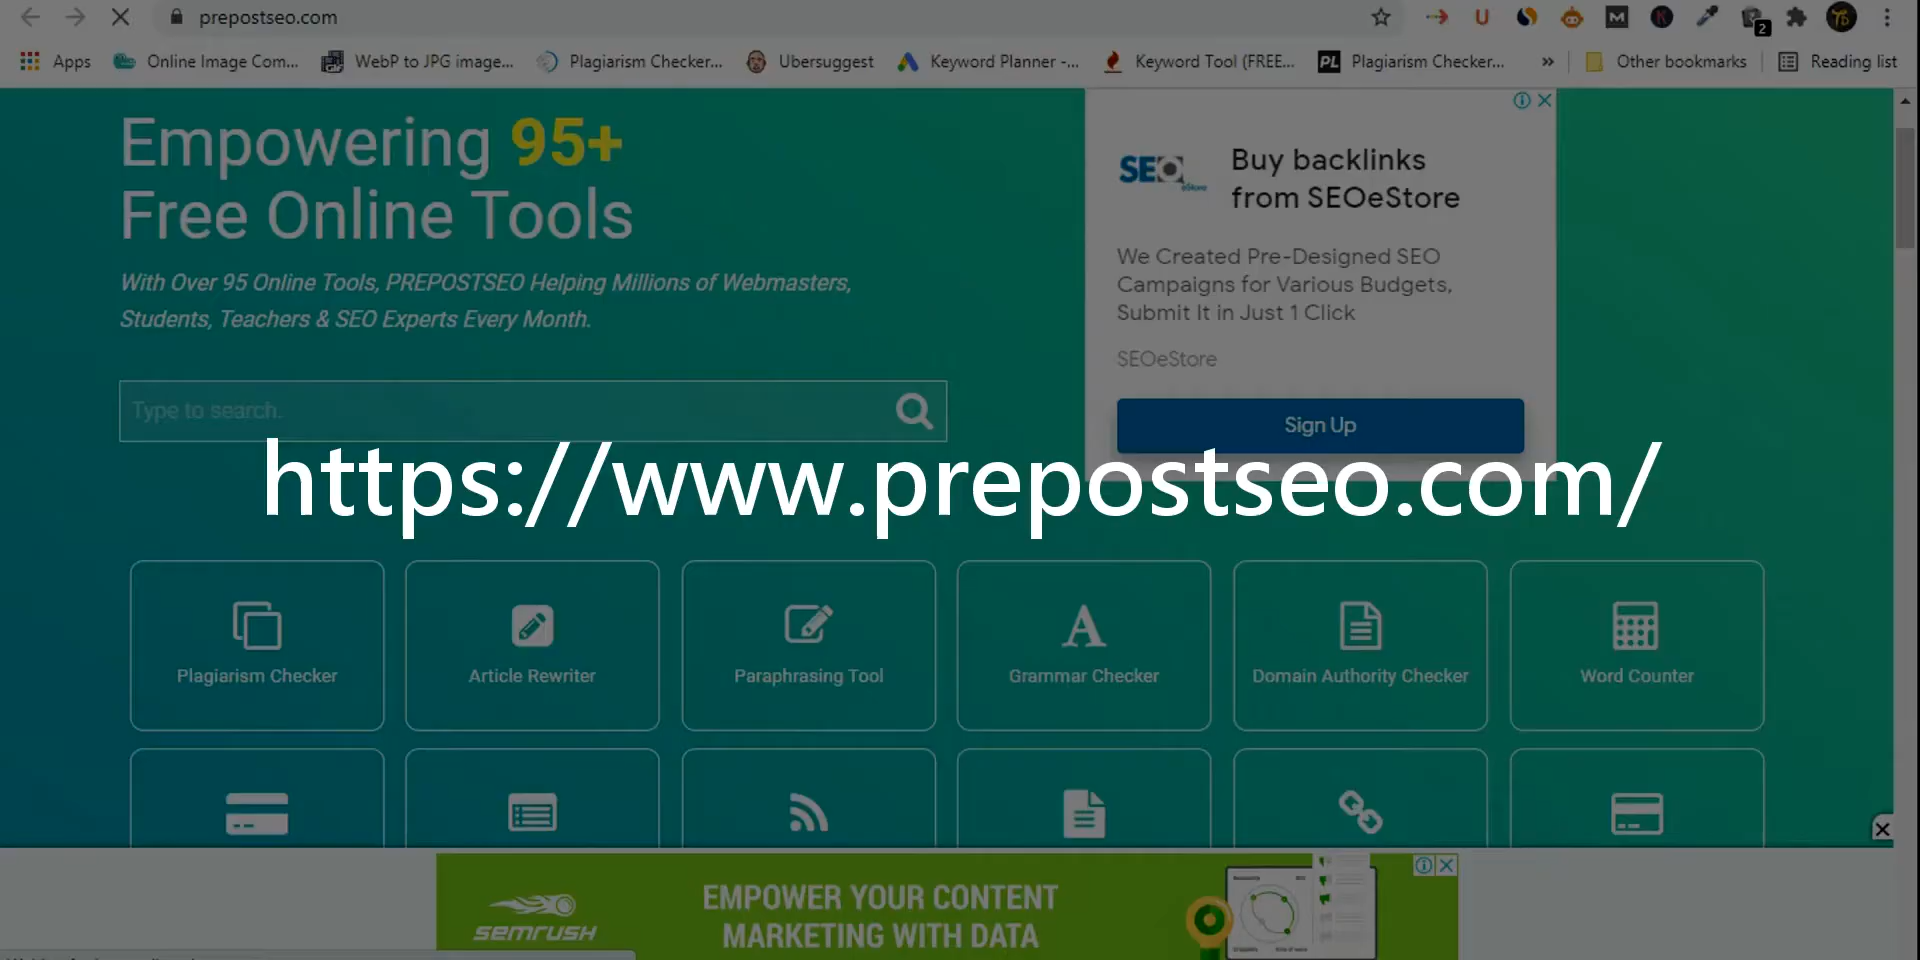 prepostseo.com
2
Apps
Online Image Com...
WebP to JPG image...
Plagiarism Checker...
Ubersuggest
Keyword Planner -...
Keyword Tool (FREE...
PL
Plagiarism Checker...
»
Other bookmarks
Reading list
Empowering 95+
Free Online Tools
With Over 95 Online Tools, PREPOSTSEO Helping Millions of Webmasters,
Students, Teachers & SEO Experts Every Month.
Type to search.
SEO eStore
Buy backlinks
from SEOeStore
We Created Pre-Designed SEO
Campaigns for Various Budgets,
Submit It in Just 1 Click
SEOeStore
Sign Up
https://www.prepostseo.com/
Plagiarism Checker
Article Rewriter
Paraphrasing Tool
Grammar Checker
Domain Authority Checker
Word Counter
SEMRUSH
EMPOWER YOUR CONTENT
MARKETING WITH DATA